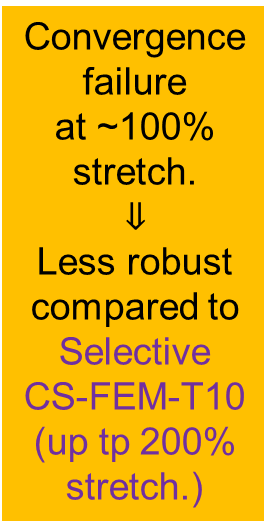 Convergence
failure
at ~100%
stretch.
⇓
Less robust
compared to
Selective
CS-FEM-T10
(up tp 200%
stretch.)